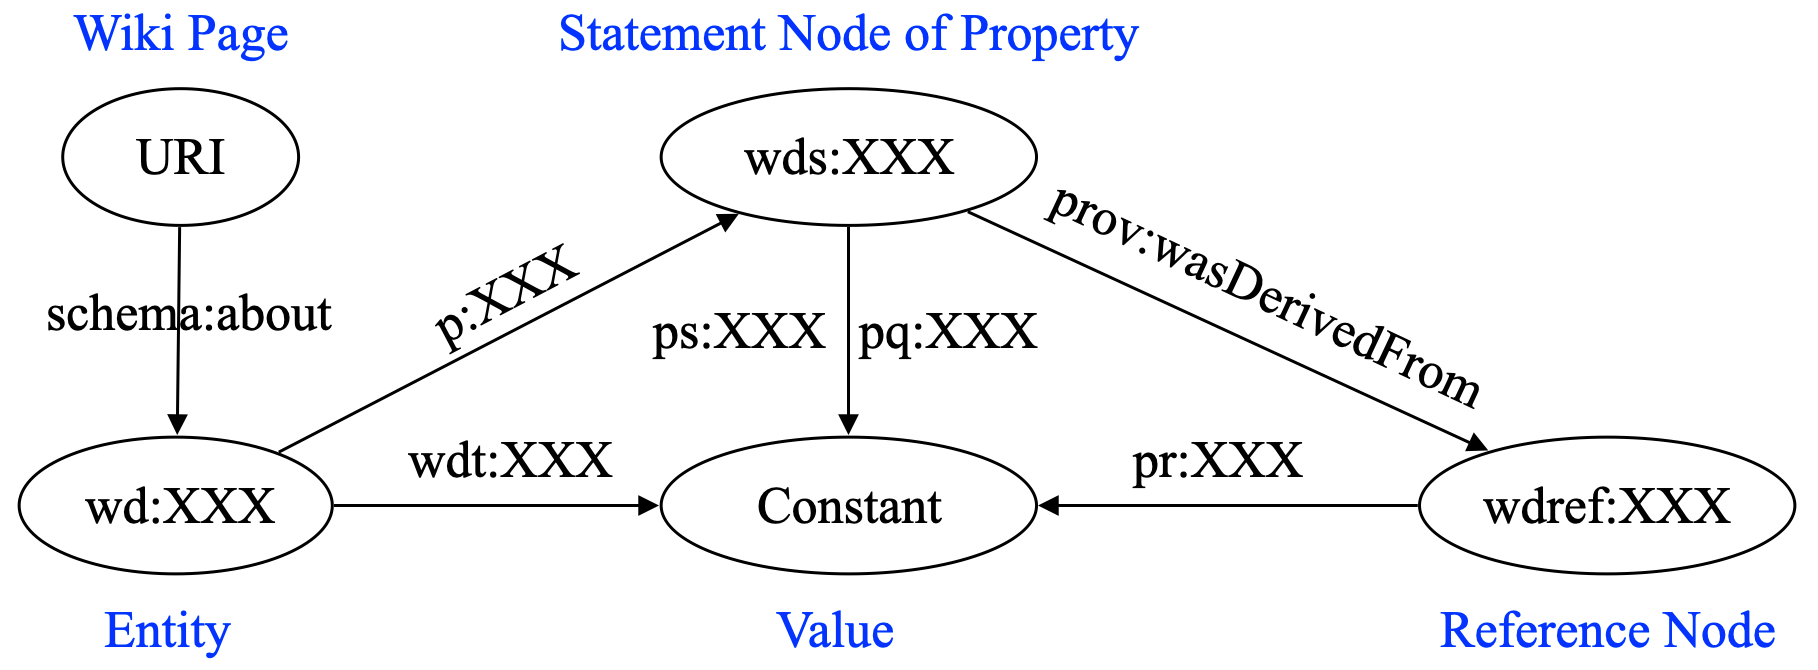 Wiki Page
Statement Node of Property
URI
wds:XXX
prov:wasDerivedFrom
p:XXX
schema:about
ps:XXX
pq:XXX
wdt:XXX
pr:XXX
wd:XXX
Constant
wdref:XXX
Entity
Value
Reference Node